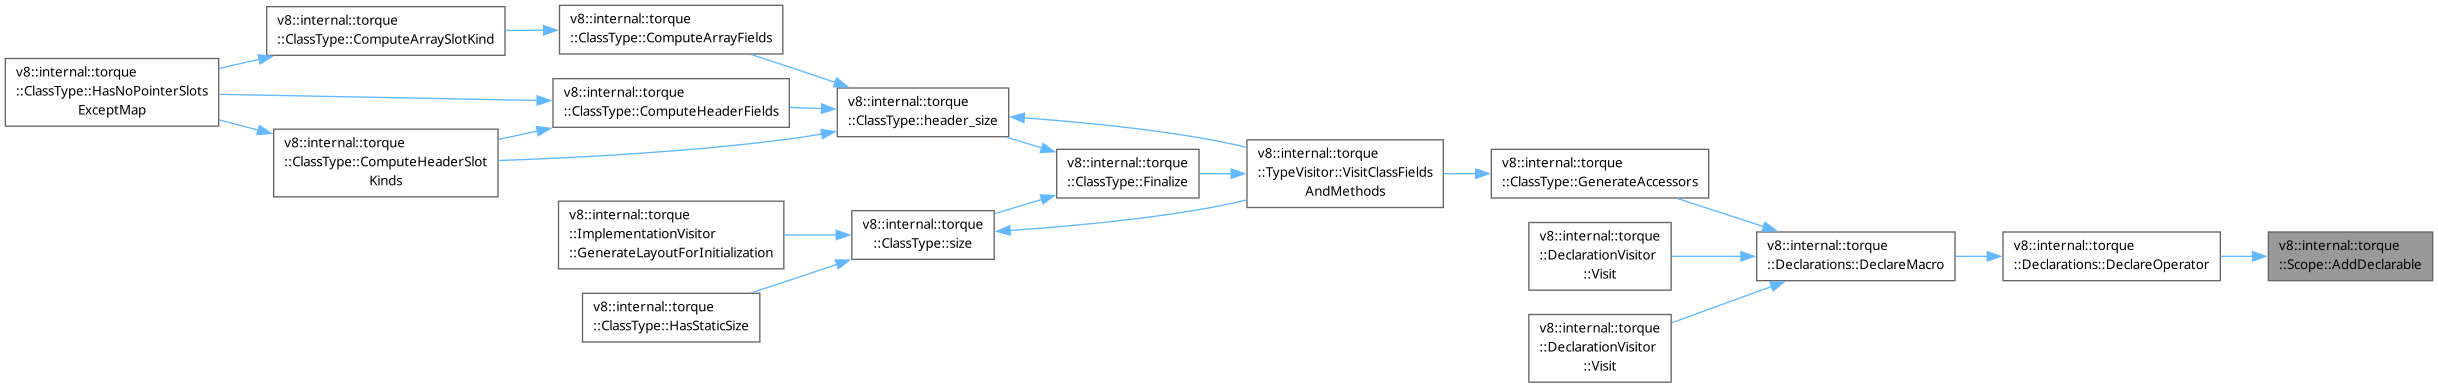 v8::internal::torque
::ClassType::HasNoPointerSlots
ExceptMap
v8::internal::torque
::ClassType::ComputeArraySlotKind
v8::internal::torque
::ClassType::ComputeHeaderSlot
Kinds
v8::internal::torque
::ClassType::ComputeArrayFields
v8::internal::torque
::ClassType::ComputeHeaderFields
v8::internal::torque
::ImplementationVisitor
::GenerateLayoutForInitialization
v8::internal::torque
::ClassType::HasStaticSize
v8::internal::torque
::ClassType::header_size
v8::internal::torque
::ClassType::size
v8::internal::torque
::ClassType::Finalize
v8::internal::torque
::TypeVisitor::VisitClassFields
AndMethods
v8::internal::torque
::ClassType::GenerateAccessors
v8::internal::torque
::DeclarationVisitor
::Visit
v8::internal::torque
::DeclarationVisitor
::Visit
v8::internal::torque
::Declarations::DeclareMacro
v8::internal::torque
::Declarations::DeclareOperator
v8::internal::torque
::Scope::AddDeclarable